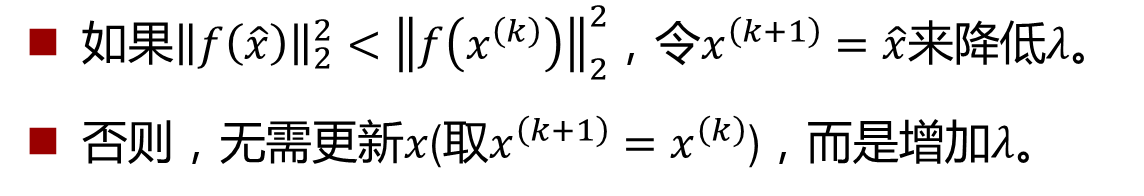 如果‖f(x̂)‖₂² < ‖f(x⁽ᵏ⁾)‖₂²，令x⁽ᵏ⁺¹⁾ = x̂来降低λ。
否则，无需更新x(取x⁽ᵏ⁺¹⁾ = x⁽ᵏ⁾)，而是增加λ。